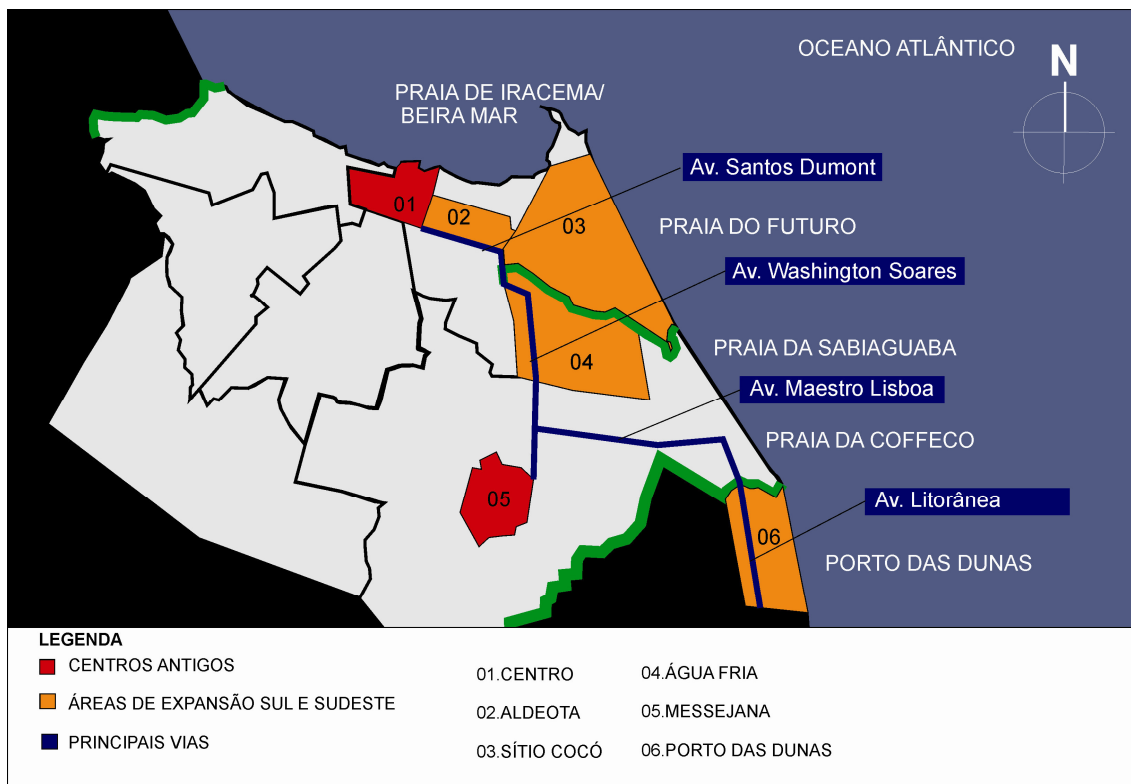 OCEANO ATLÂNTICO
N
PRAIA DE IRACEMA/
BEIRA MAR
Av. Santos Dumont
01
02
03
PRAIA DO FUTURO
Av. Washington Soares
PRAIA DA SABIAGUABA
04
Av. Maestro Lisboa
PRAIA DA COFFECO
05
Av. Litorânea
06
PORTO DAS DUNAS
LEGENDA
CENTROS ANTIGOS
ÁREAS DE EXPANSÃO SUL E SUDESTE
PRINCIPAIS VIAS
01.CENTRO
02.ALDEOTA
03.SÍTIO COCÓ
04.ÁGUA FRIA
05.MESSEJANA
06.PORTO DAS DUNAS